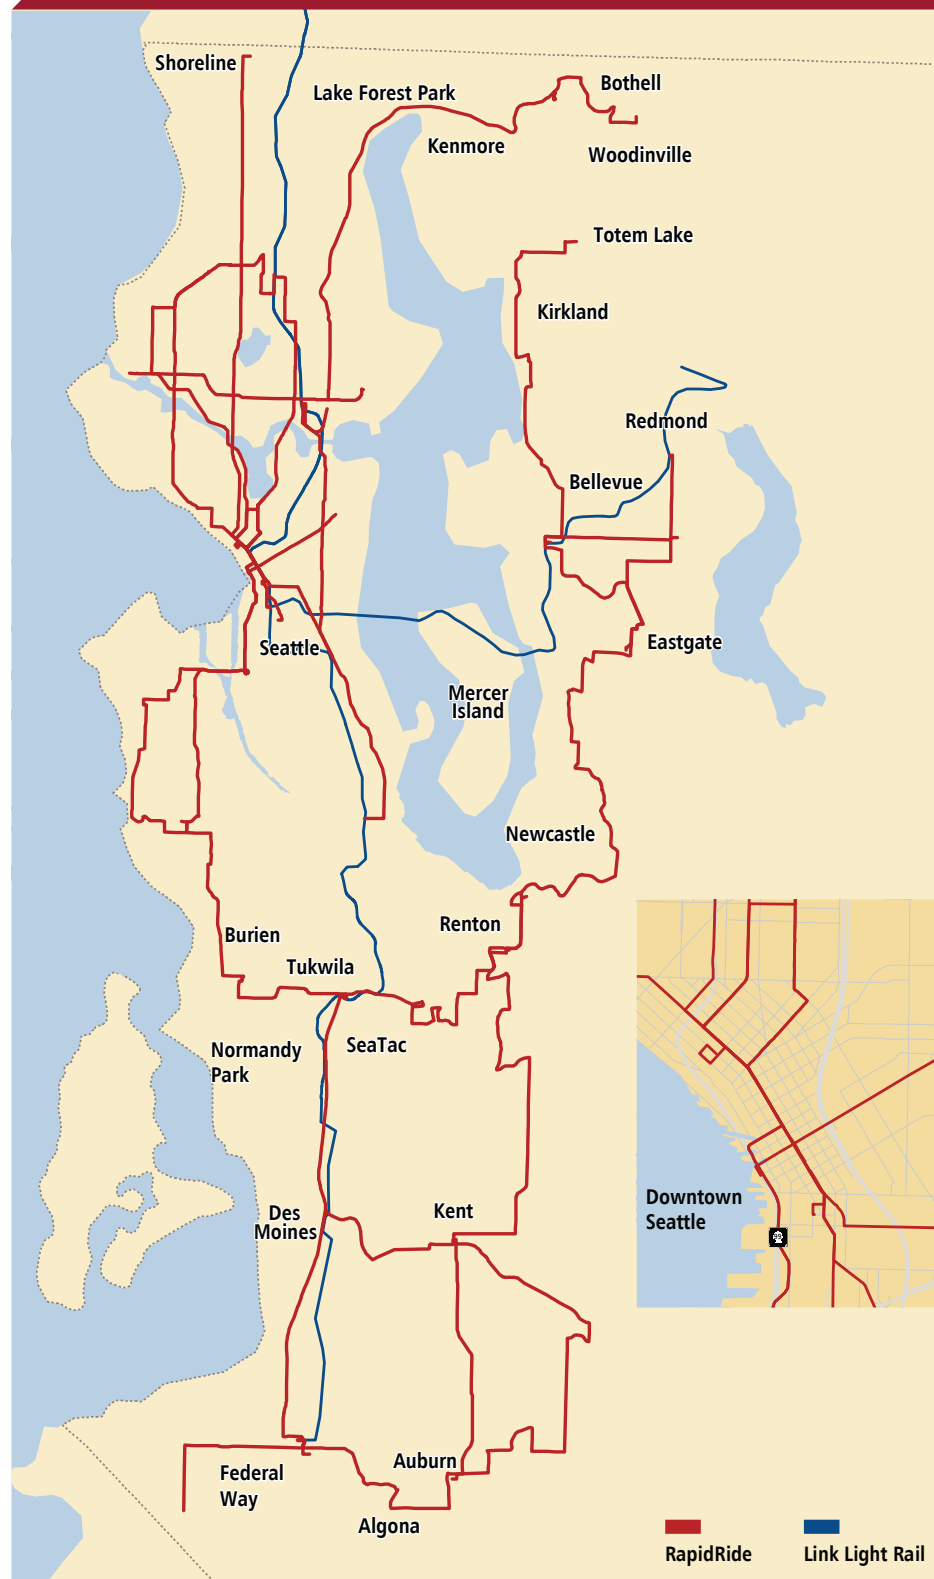 Shoreline
Lake Forest Park
Bothell
Kenmore
Woodinville
Totem Lake
Kirkland
Redmond
Bellevue
Seattle
Eastgate
Mercer
Island
Newcastle
Burien
Renton
Tukwila
Normandy
Park
SeaTac
Des
Moines
Kent
Downtown
Seattle
99
Federal
Way
Auburn
Algona
RapidRide
Link Light Rail